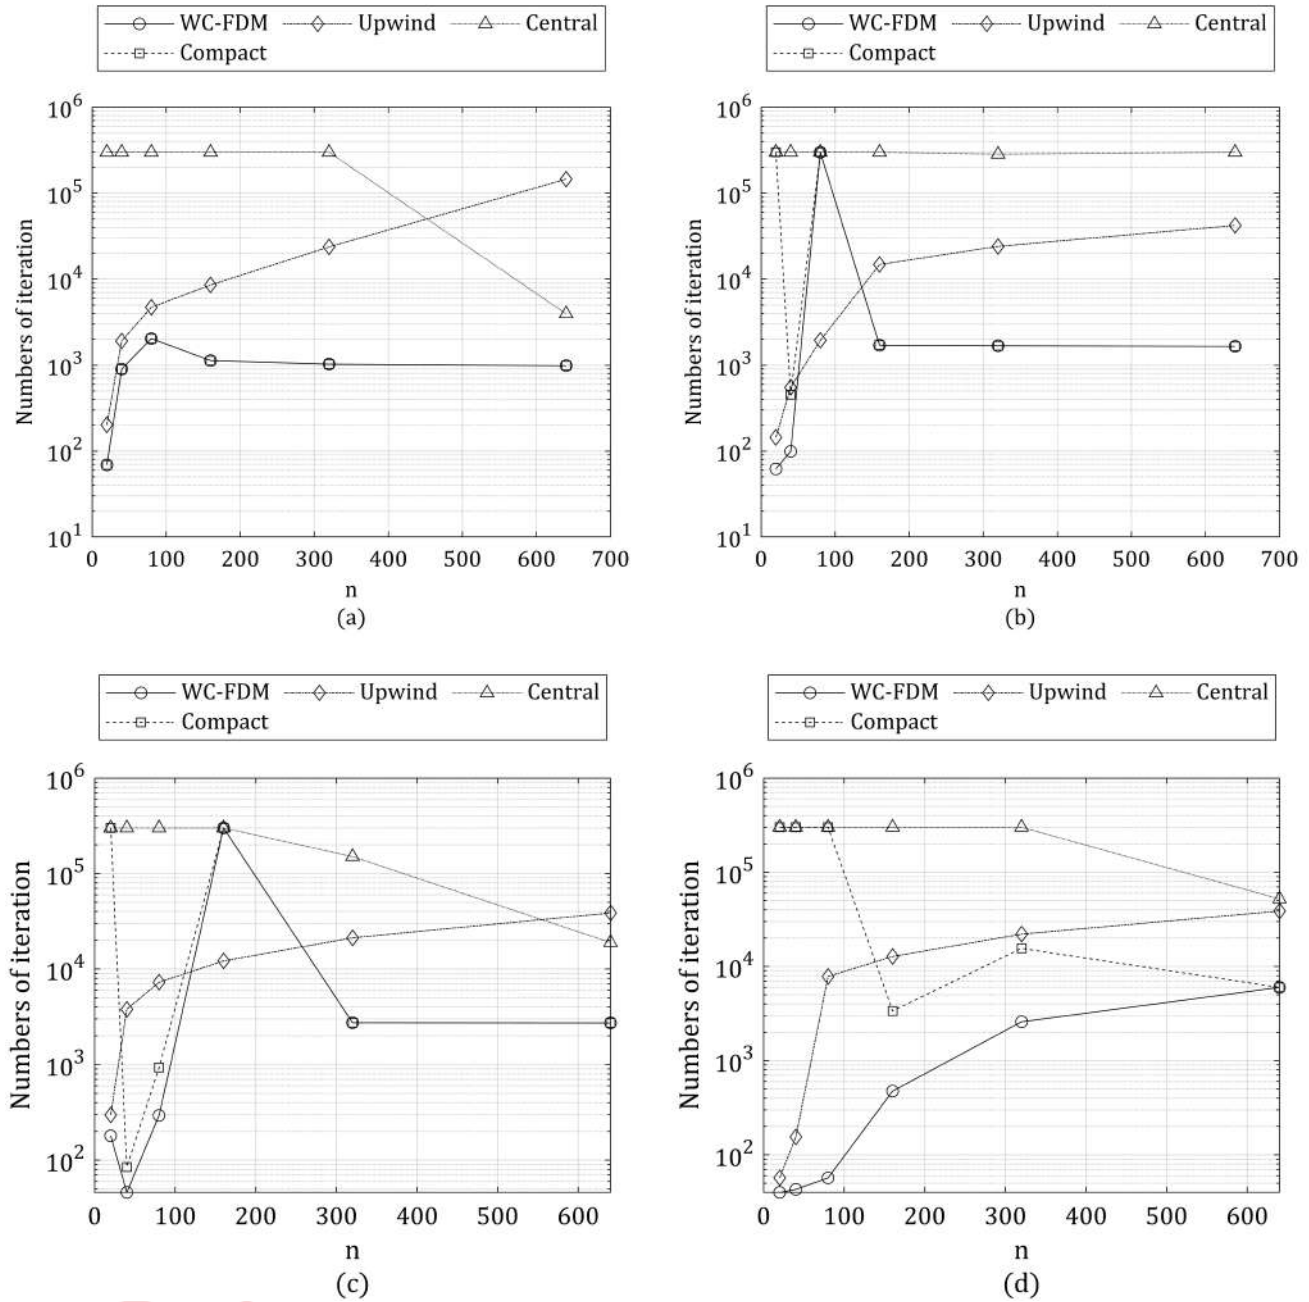 WC-FDM Upwind Central
Compact
WC-FDM Upwind Central
Compact
Numbers of iteration
10^6
10^5
10^4
10^3
10^2
10^1
0 100 200 300 400 500 600 700
n
(a)
Numbers of iteration
10^6
10^5
10^4
10^3
10^2
10^1
0 100 200 300 400 500 600 700
n
(b)
WC-FDM Upwind Central
Compact
WC-FDM Upwind Central
Compact
Numbers of iteration
10^6
10^5
10^4
10^3
10^2
0 100 200 300 400 500 600
n
(c)
Numbers of iteration
10^6
10^5
10^4
10^3
10^2
0 100 200 300 400 500 600
n
(d)